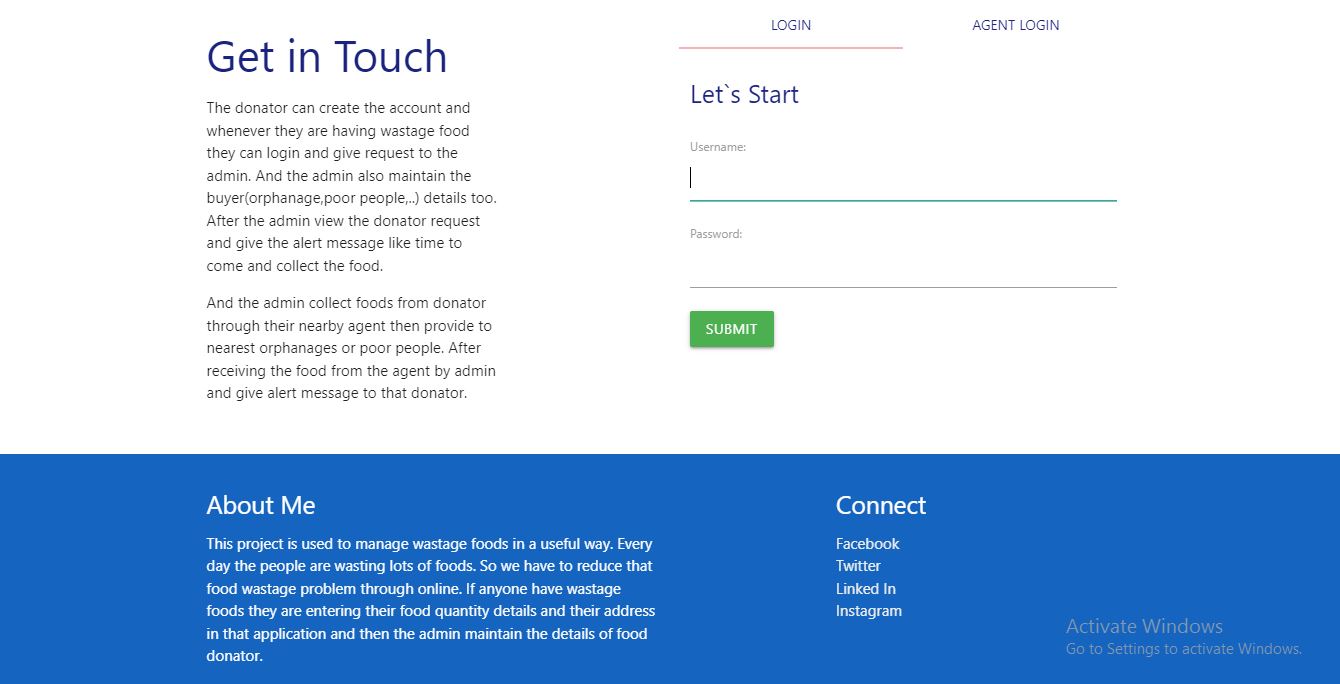 LOGIN
AGENT LOGIN
Get in Touch
The donator can create the account and
whenever they are having wastage food
they can login and give request to the
admin. And the admin also maintain the
buyer(orphanage,poor people,..) details too.
After the admin view the donator request
and give the alert message like time to
come and collect the food.
And the admin collect foods from donator
through their nearby agent then provide to
nearest orphanages or poor people. After
receiving the food from the agent by admin
and give alert message to that donator.
Let`s Start
Username:
Password:
SUBMIT
About Me
This project is used to manage wastage foods in a useful way. Every
day the people are wasting lots of foods. So we have to reduce that
food wastage problem through online. If anyone have wastage
foods they are entering their food quantity details and their address
in that application and then the admin maintain the details of food
donator.
Connect
Facebook
Twitter
Linked In
Instagram
Activate Windows
Go to Settings to activate Windows.